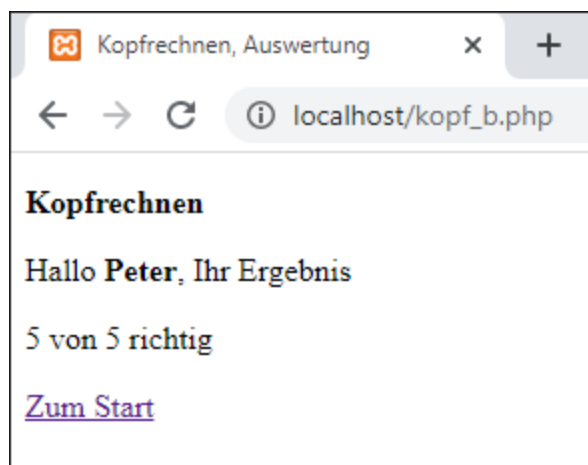 Kopfrechnen, Auswertung
localhost/kopf_b.php
Kopfrechnen
Hallo Peter, Ihr Ergebnis
5 von 5 richtig
Zum Start